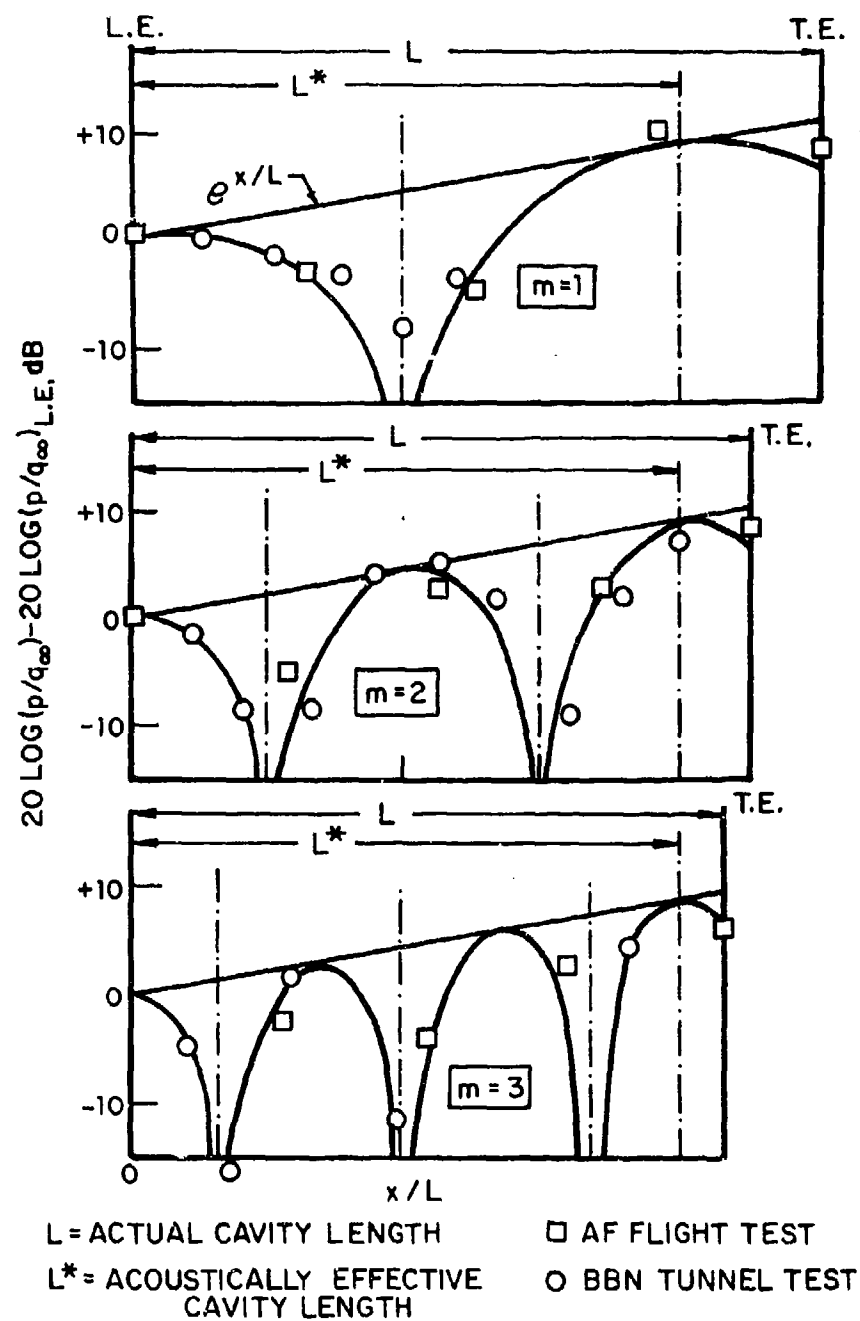 L.E. T.E.
L
L*
+10
e^x/L
0
m=1
-10
20 LOG(p/q∞)-20 LOG(p/q∞)L.E. dB
L T.E.
L*
+10
0
m=2
-10
L T.E.
L*
+10
0
m=3
-10
0
x/L
L = ACTUAL CAVITY LENGTH
□ AF FLIGHT TEST
L* = ACOUSTICALLY EFFECTIVE
CAVITY LENGTH
○ BBN TUNNEL TEST